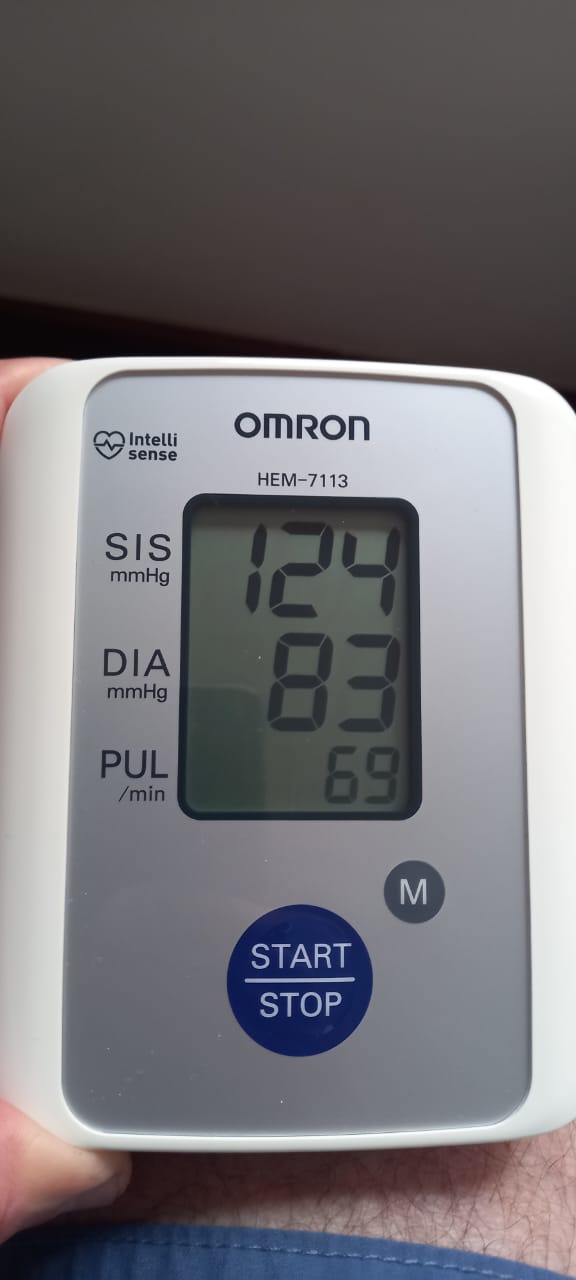 Intelli
sense
OMRON
HEM-7113
SIS
mmHg
124
DIA
mmHg
83
PUL
/min
69
M
START
STOP